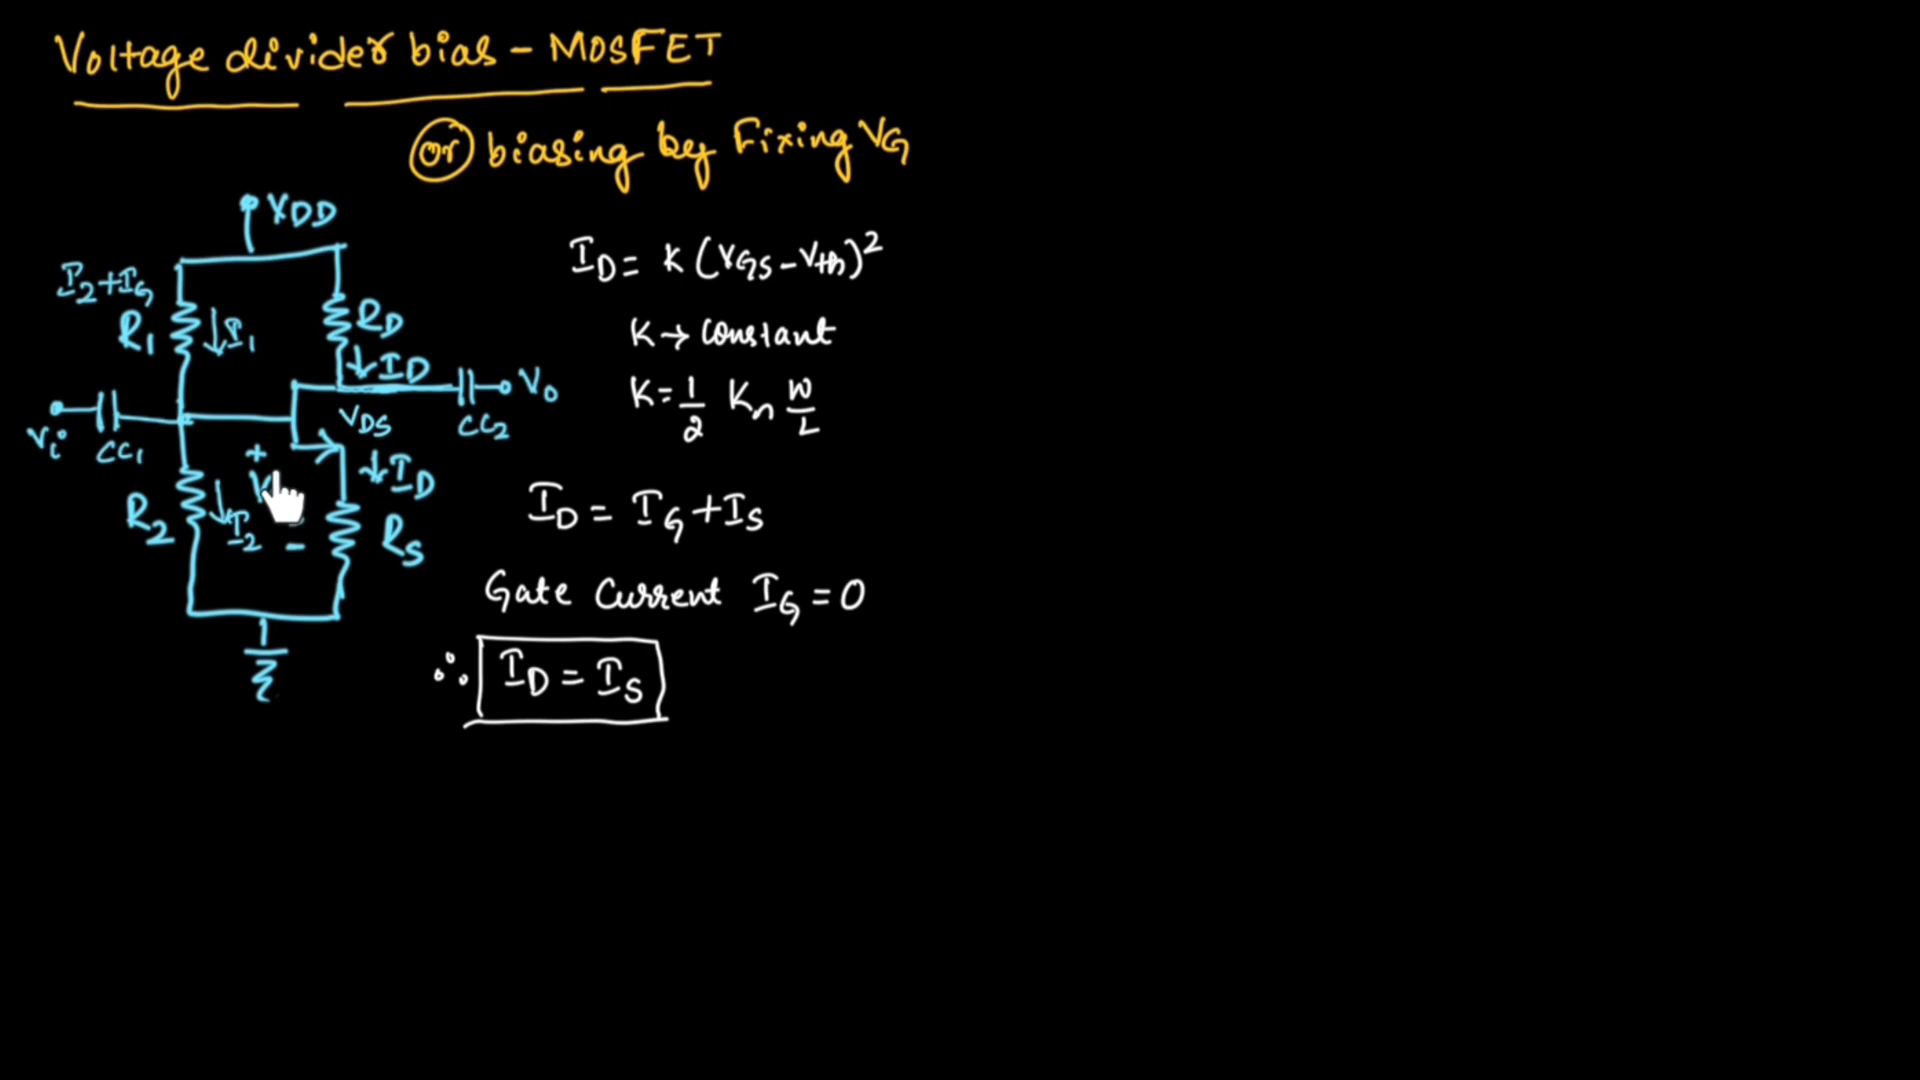 Voltage divider bias - MOSFET
or biasing by Fixing VG
VDD
I2+IG
R1
I1
RD
ID
Vo
VDS
CC2
Vi
CC1
+
ID
R2
I2
-
RS
ID = K (VGS - Vth)²
K → Constant
K = 1/2 Kn W/L
ID = IG + IS
Gate Current IG = 0
∴ ID = IS